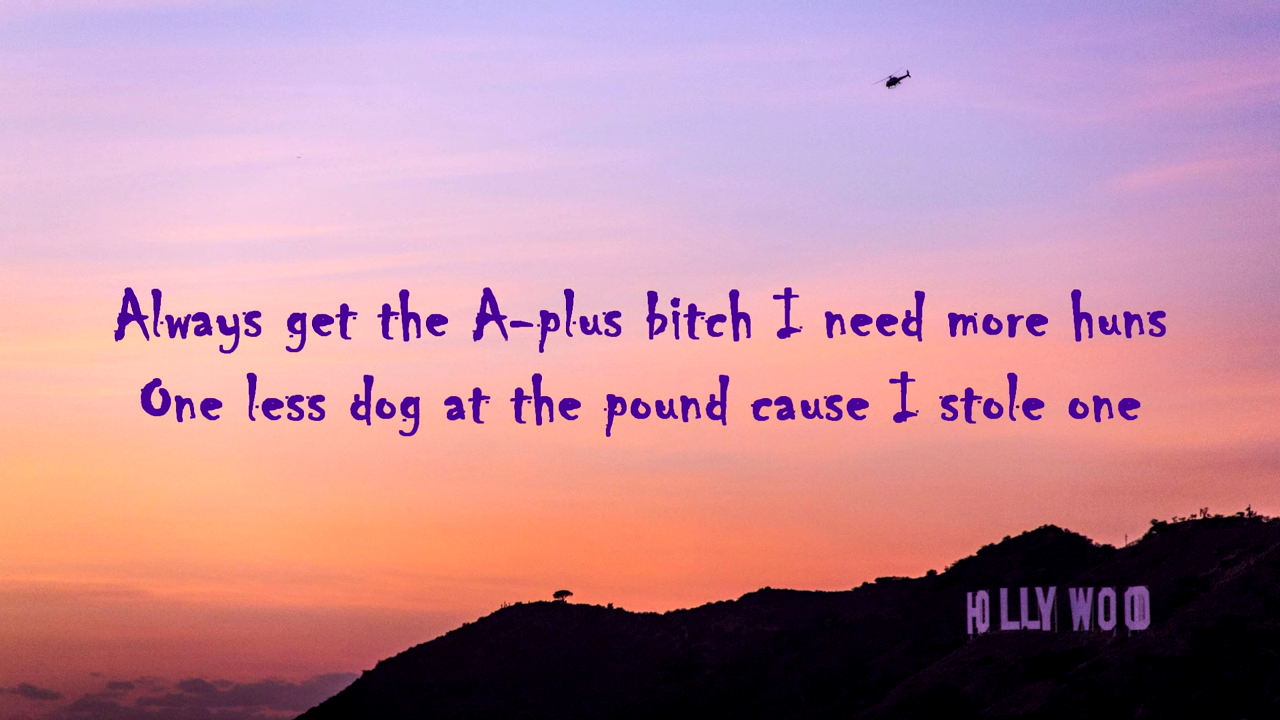 Always get the A-plus bitch I need more huns
One less dog at the pound cause I stole one
HOLLYWOOD